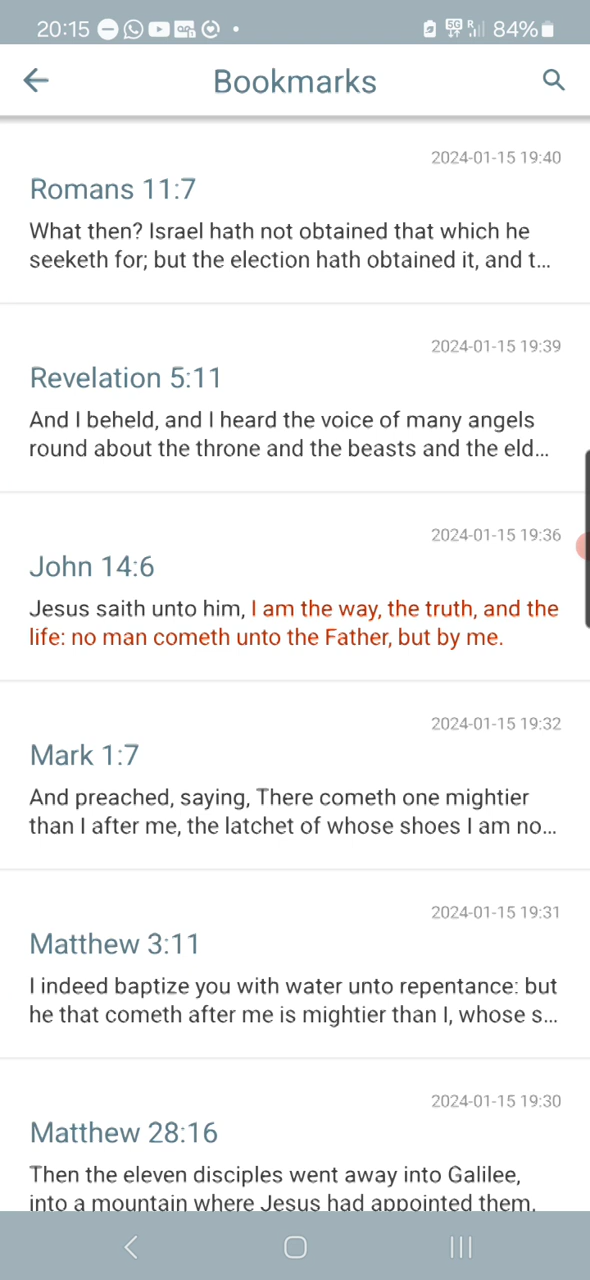 20:15
5G
R
84%
Bookmarks
2024-01-15 19:40
Romans 11:7
What then? Israel hath not obtained that which he
seeketh for; but the election hath obtained it, and t...
2024-01-15 19:39
Revelation 5:11
And I beheld, and I heard the voice of many angels
round about the throne and the beasts and the eld...
2024-01-15 19:36
John 14:6
Jesus saith unto him, I am the way, the truth, and the
life: no man cometh unto the Father, but by me.
2024-01-15 19:32
Mark 1:7
And preached, saying, There cometh one mightier
than I after me, the latchet of whose shoes I am no...
2024-01-15 19:31
Matthew 3:11
I indeed baptize you with water unto repentance: but
he that cometh after me is mightier than I, whose s...
2024-01-15 19:30
Matthew 28:16
Then the eleven disciples went away into Galilee,
into a mountain where Jesus had appointed them.